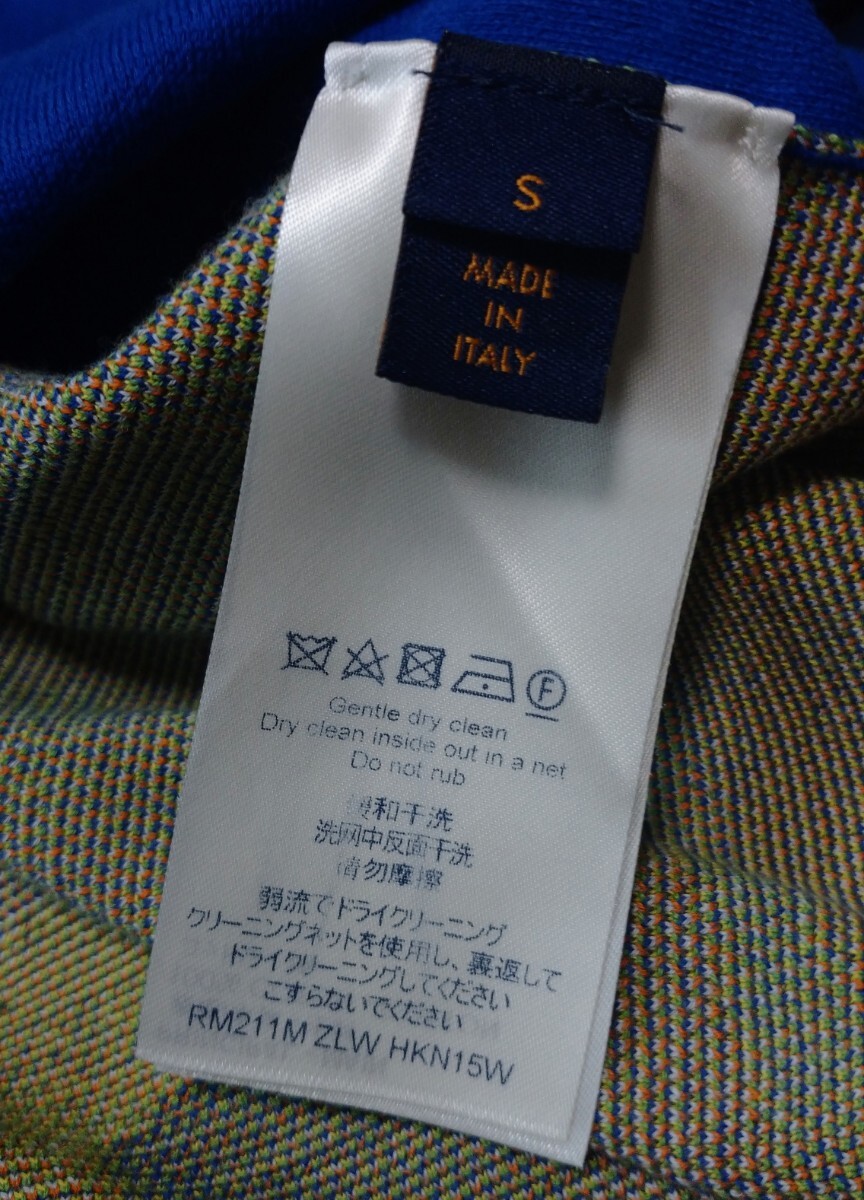 S
MADE
IN
ITALY
F
Gentle dry clean
Dry clean inside out in a net
Do not rub
缓和干洗
洗网中反面干洗
请勿摩擦
弱流でドライクリーニング
クリーニングネットを使用し、裏返して
ドライクリーニングしてください
こすらないでください
RM211M ZLW HKN15W